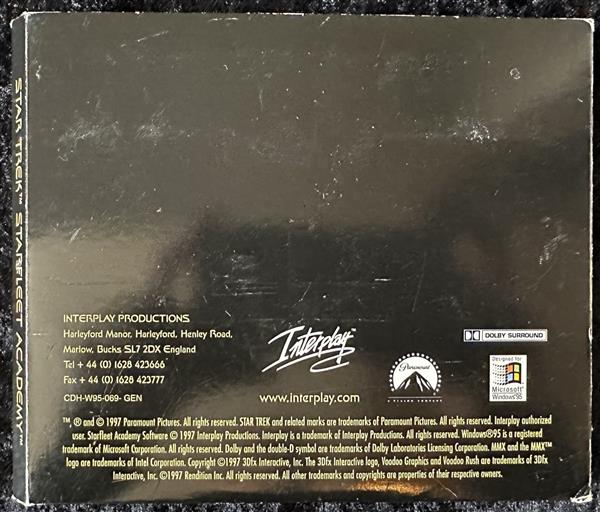 STAR TREK™ STARFLEET ACADEMY™
INTERPLAY PRODUCTIONS
Harleyford Manor, Harleyford, Henley Road,
Marlow, Bucks SL7 2DX England
Tel + 44 (0) 1628 423666
Fax + 44 (0) 1628 423777
CDH-W95-069- GEN
Interplay™
www.interplay.com
Paramount
A VIACOM COMPANY
DOLBY SURROUND
Designed for
Microsoft®
Windows®95
™, ® and © 1997 Paramount Pictures. All rights reserved. STAR TREK and related marks are trademarks of Paramount Pictures. All rights reserved. Interplay authorized
user. Starfleet Academy Software © 1997 Interplay Productions. Interplay is a trademark of Interplay Productions. All rights reserved. Windows®95 is a registered
trademark of Microsoft Corporation. All rights reserved. Dolby and the double-D symbol are trademarks of Dolby Laboratories Licensing Corporation. MMX and the MMX™
logo are trademarks of Intel Corporation. Copyright ©1997 3Dfx Interactive, Inc. The 3Dfx Interactive logo, Voodoo Graphics and Voodoo Rush are trademarks of 3Dfx
Interactive, Inc. ©1997 Rendition Inc. All rights reserved. All other trademarks and copyrights are properties of their respective owners.